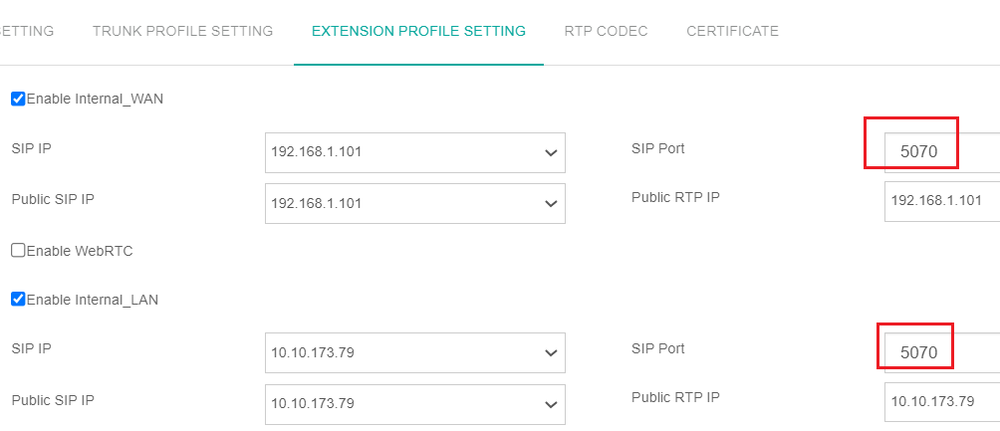 ETTING TRUNK PROFILE SETTING EXTENSION PROFILE SETTING RTP CODEC CERTIFICATE
Enable Internal_WAN
SIP IP 192.168.1.101 SIP Port 5070
Public SIP IP 192.168.1.101 Public RTP IP 192.168.1.101
Enable WebRTC
Enable Internal_LAN
SIP IP 10.10.173.79 SIP Port 5070
Public SIP IP 10.10.173.79 Public RTP IP 10.10.173.79